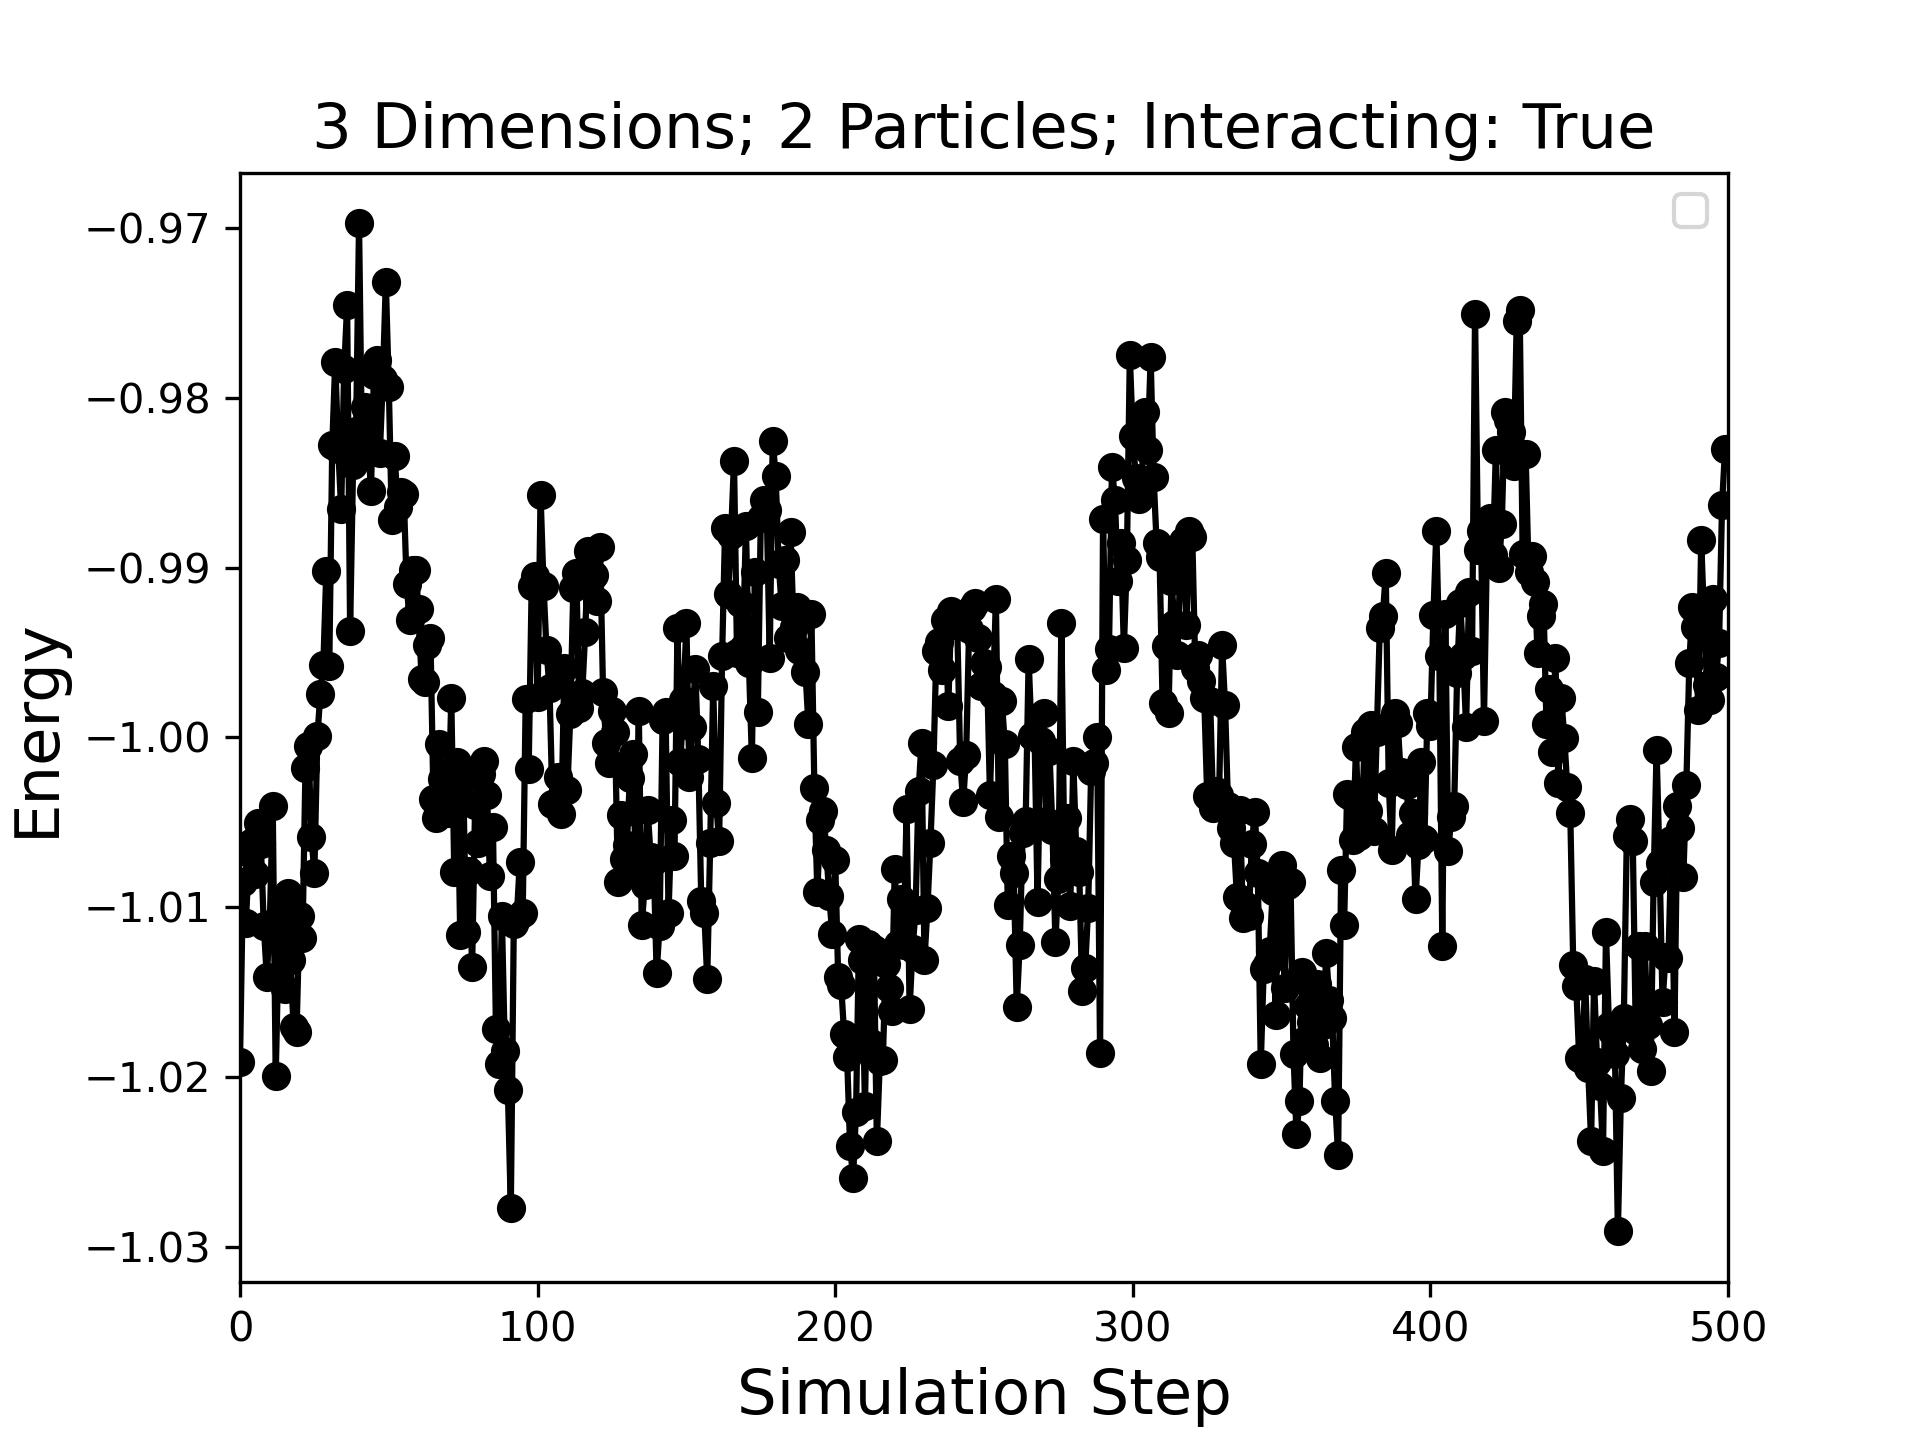 3 Dimensions; 2 Particles; Interacting: True
Energy
−0.97
−0.98
−0.99
−1.00
−1.01
−1.02
−1.03
0 100 200 300 400 500
Simulation Step